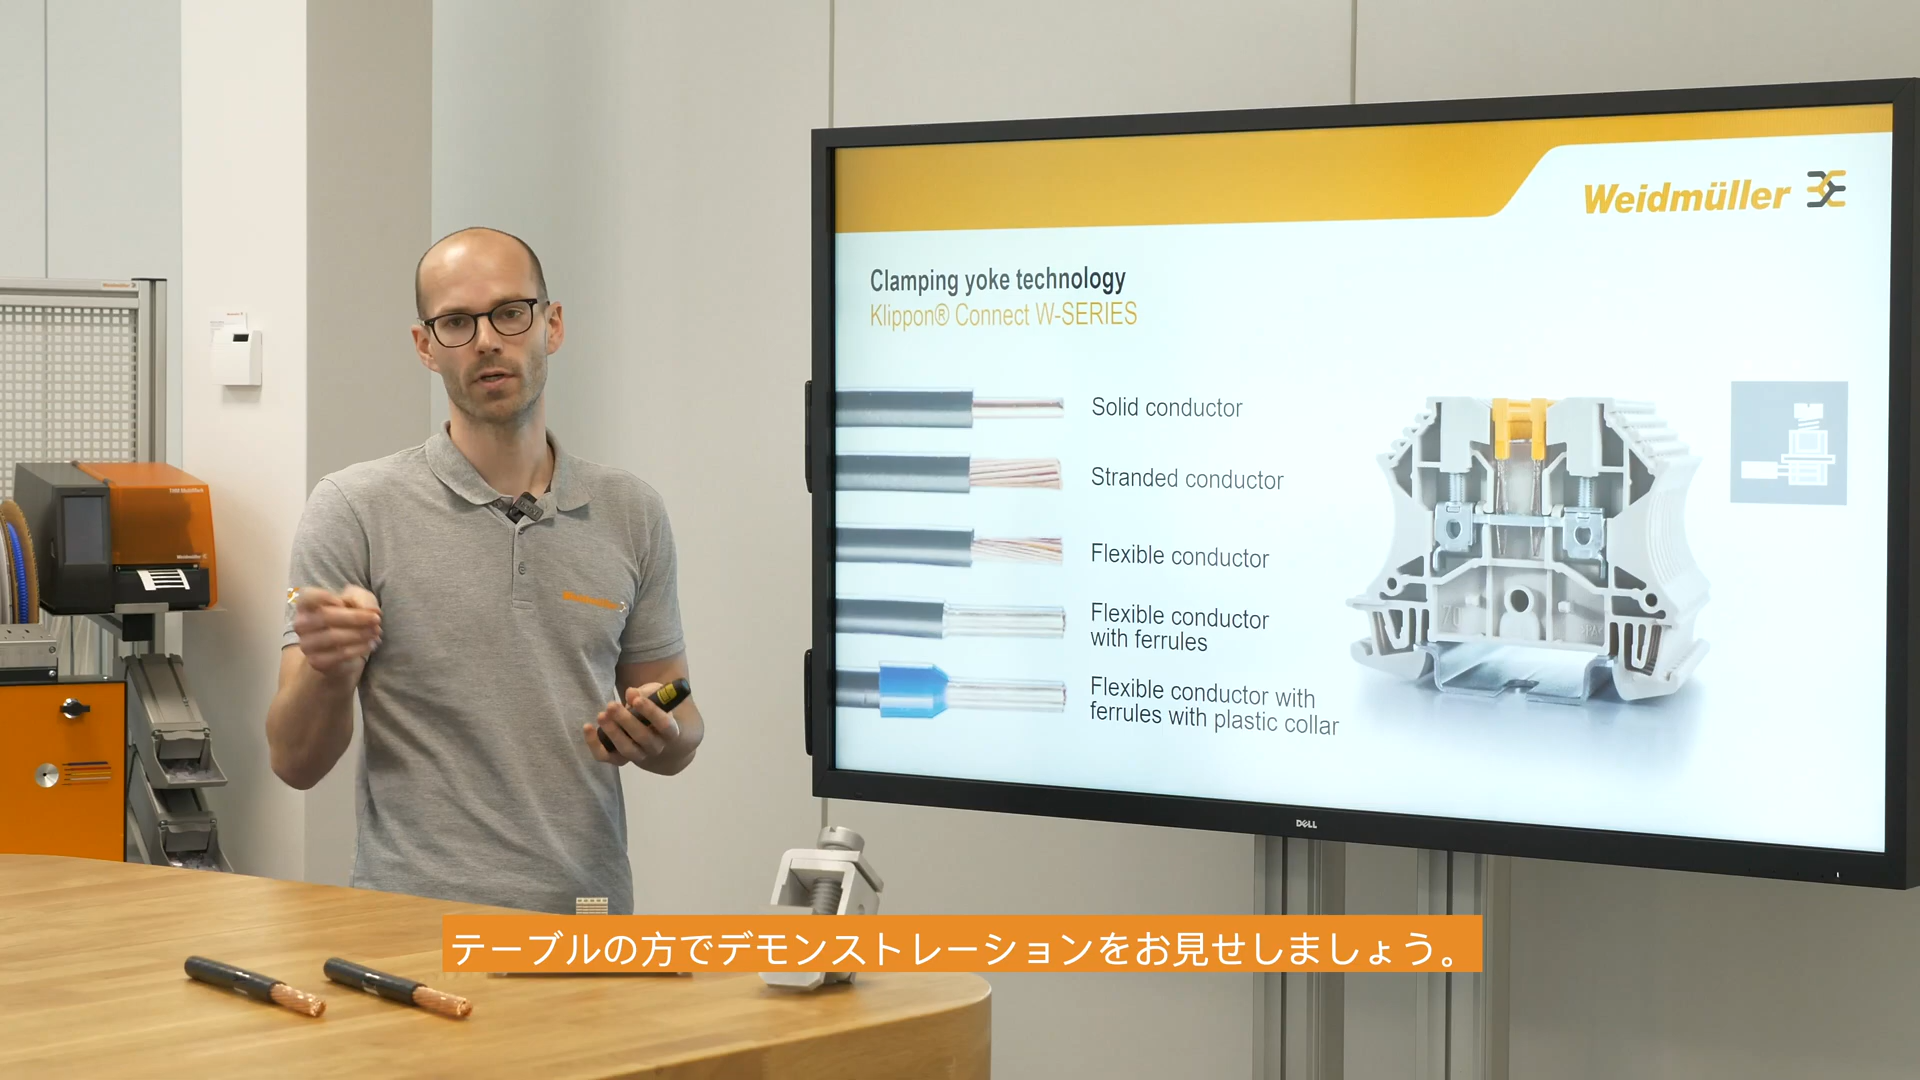 Weidmüller
Clamping yoke technology
Klippon® Connect W-SERIES
Solid conductor
Stranded conductor
Flexible conductor
Flexible conductor
with ferrules
Flexible conductor with
ferrules with plastic collar
DELL
Weidmüller
テーブルの方でデモンストレーションをお見せしましょう。